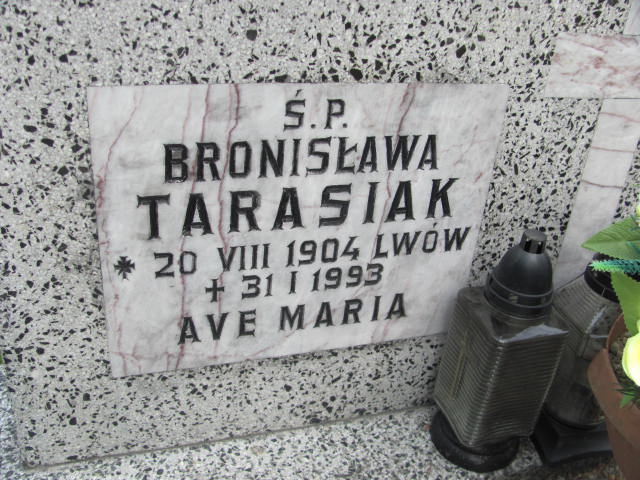 Ś.P.
BRONISŁAWA
TARASIAK
* 20 VIII 1904 LWÓW
+ 31 I 1993
AVE MARIA